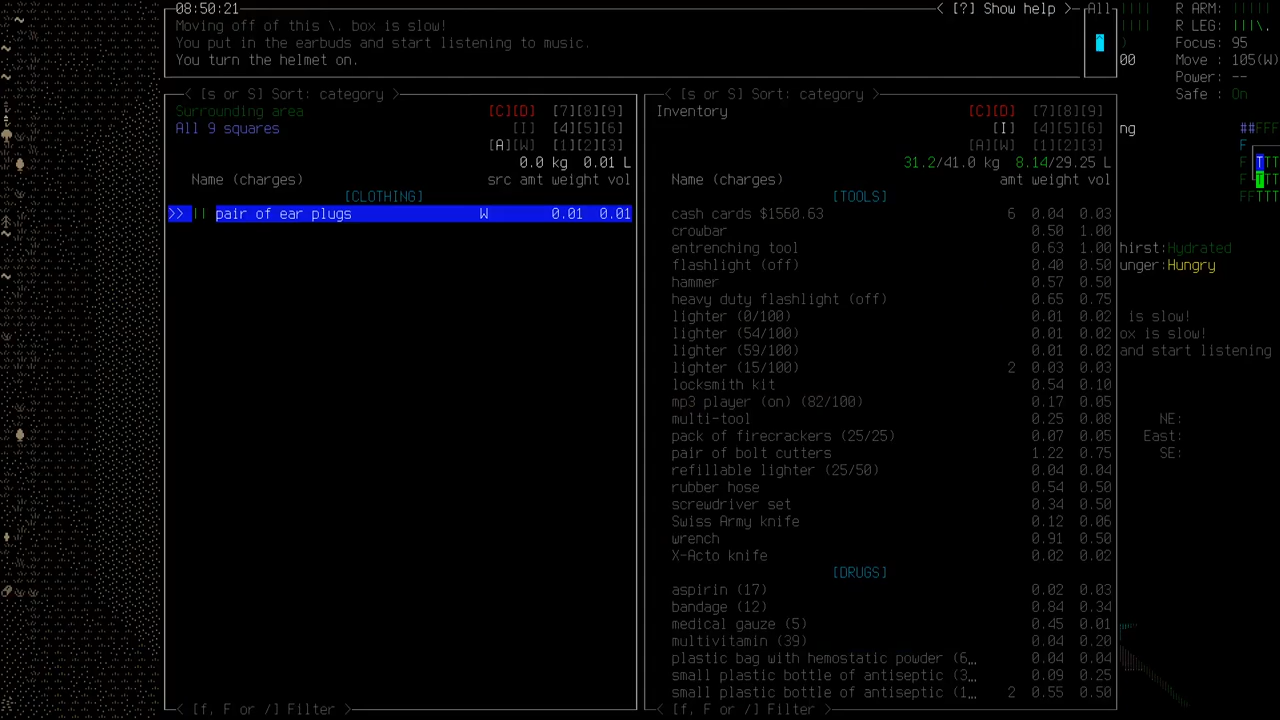 08:50:21 < [?] Show help > All
Moving off of this \. box is slow!
You put in the earbuds and start listening to music.
You turn the helmet on.
< [s or S] Sort: category >
Surrounding area [C][D] [7][8][9]
All 9 squares [I] [4][5][6]
[A][W] [1][2][3]
0.0 kg 0.01 L
Name (charges) src amt weight vol
[CLOTHING]
>> || pair of ear plugs W 0.01 0.01
< [f, F or /] Filter >
< [s or S] Sort: category >
Inventory [C][D] [7][8][9]
[I] [4][5][6]
[A][W] [1][2][3]
31.2/41.0 kg 8.14/29.25 L
Name (charges) amt weight vol
[TOOLS]
cash cards $1560.63 6 0.04 0.03
crowbar 0.50 1.00
entrenching tool 0.63 1.00
flashlight (off) 0.40 0.50
hammer 0.57 0.50
heavy duty flashlight (off) 0.65 0.75
lighter (0/100) 0.01 0.02
lighter (54/100) 0.01 0.02
lighter (59/100) 0.01 0.02
lighter (15/100) 2 0.03 0.03
locksmith kit 0.54 0.10
mp3 player (on) (82/100) 0.17 0.05
multi-tool 0.25 0.08
pack of firecrackers (25/25) 0.07 0.05
pair of bolt cutters 1.22 0.75
refillable lighter (25/50) 0.04 0.04
rubber hose 0.54 0.50
screwdriver set 0.34 0.50
Swiss Army knife 0.12 0.06
wrench 0.91 0.50
X-Acto knife 0.02 0.02
[DRUGS]
aspirin (17) 0.02 0.03
bandage (12) 0.84 0.34
medical gauze (5) 0.45 0.01
multivitamin (39) 0.04 0.20
plastic bag with hemostatic powder (6… 0.04 0.04
small plastic bottle of antiseptic (3… 0.09 0.25
small plastic bottle of antiseptic (1… 2 0.55 0.50
< [f, F or /] Filter >
R ARM: ||||
R LEG: |||\.
Focus: 95
00 Move : 105(W)
Power: --
Safe : On
ng ##FFF
F
F TTT
F TTT
FFTTT
hirst:Hydrated
unger:Hungry
is slow!
ox is slow!
and start listening
NE:
East:
SE: